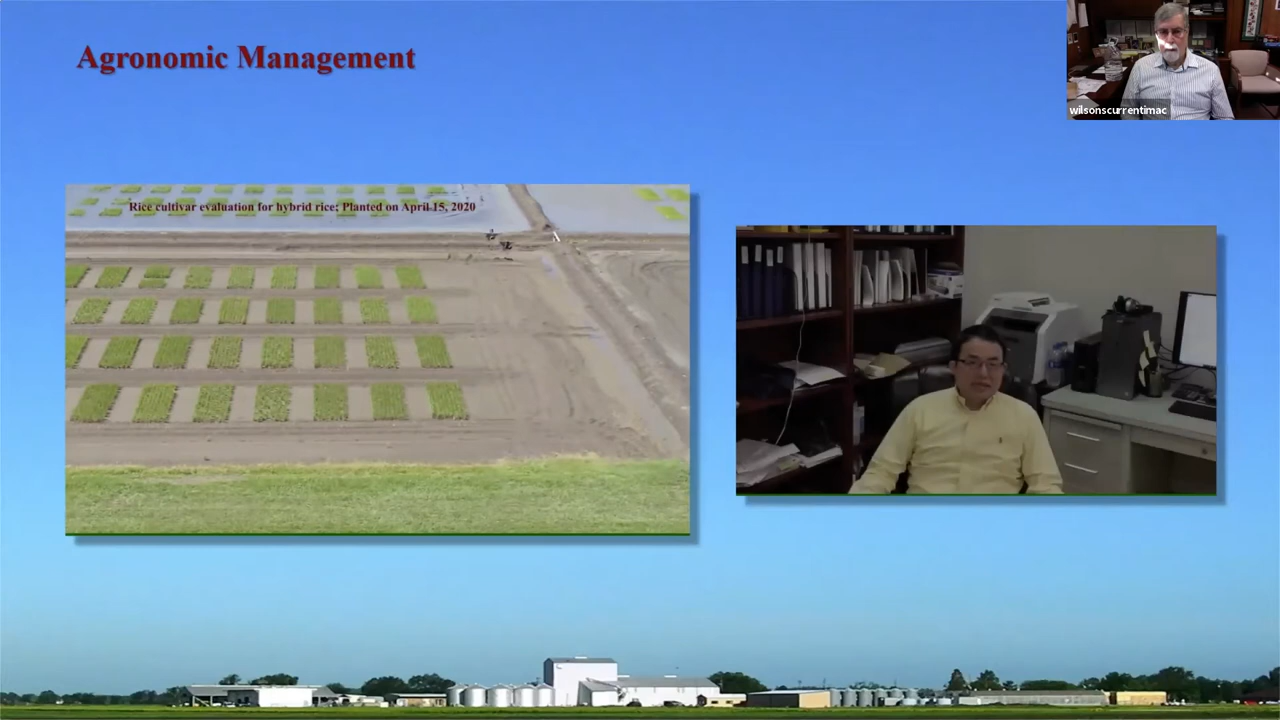 Agronomic Management
wilsonscurrentimac
Rice cultivar evaluation for hybrid rice; Planted on April 15, 2020